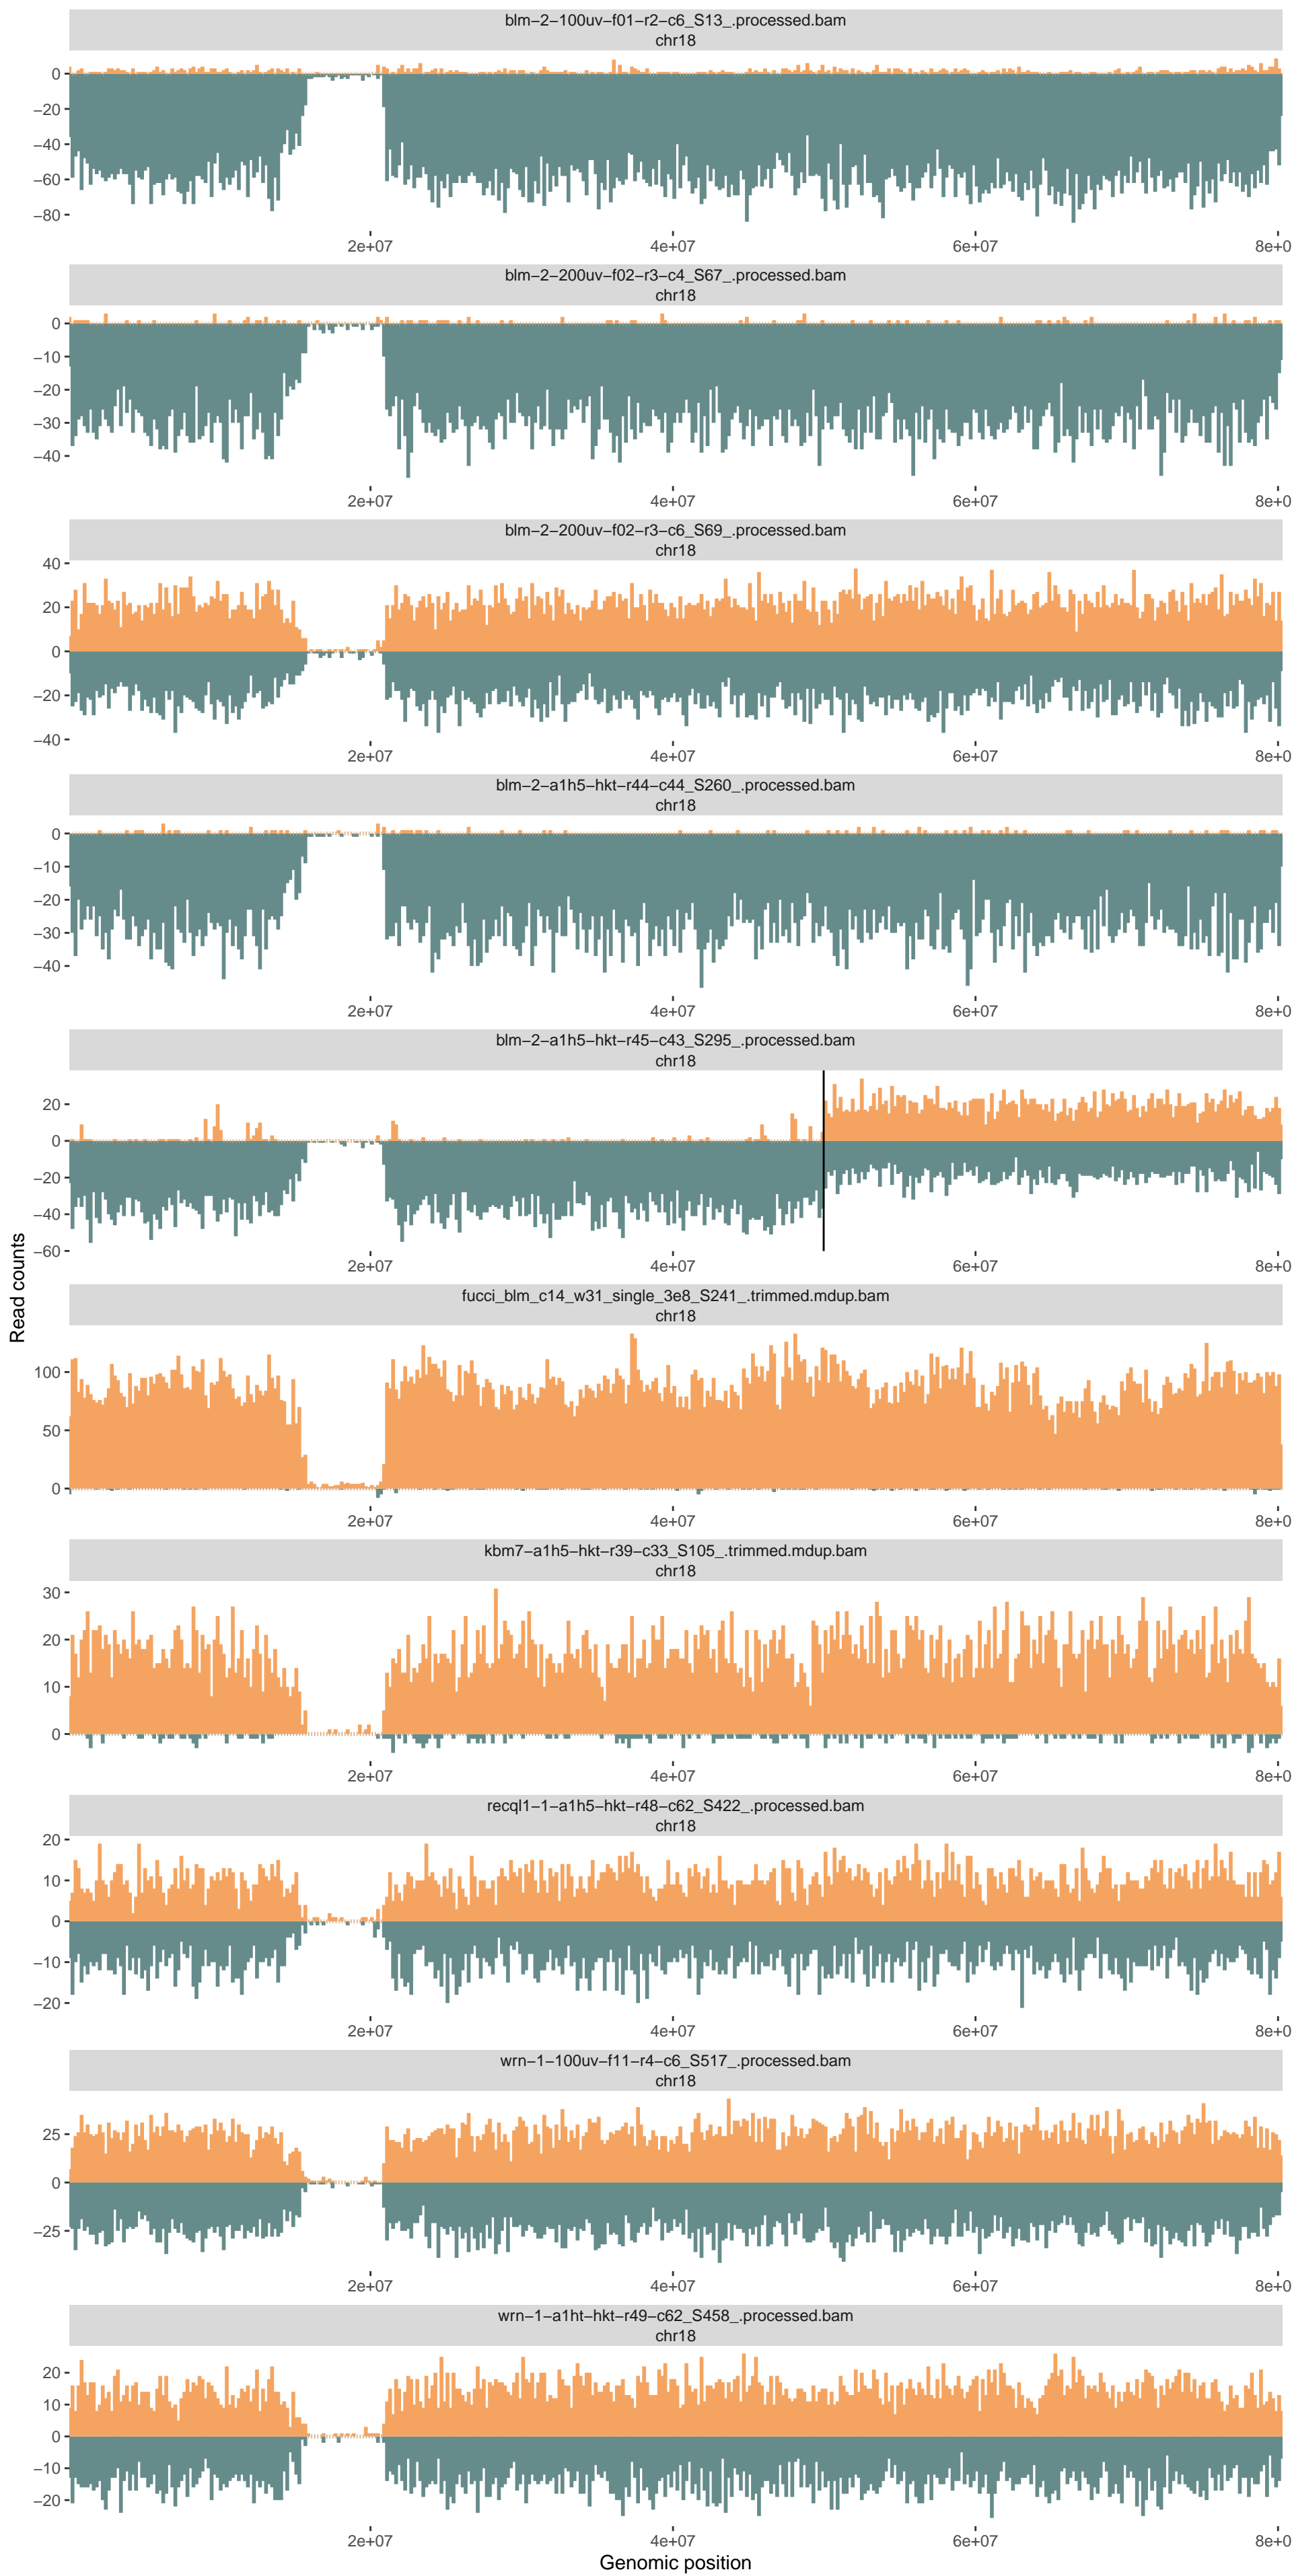 blm−2−100uv−f01−r2−c6_S13_.processed.bam
chr18
0
−20
−40
−60
−80
2e+07 4e+07 6e+07 8e+0
blm−2−200uv−f02−r3−c4_S67_.processed.bam
chr18
0
−10
−20
−30
−40
2e+07 4e+07 6e+07 8e+0
blm−2−200uv−f02−r3−c6_S69_.processed.bam
chr18
40
20
0
−20
−40
2e+07 4e+07 6e+07 8e+0
blm−2−a1h5−hkt−r44−c44_S260_.processed.bam
chr18
0
−10
−20
−30
−40
2e+07 4e+07 6e+07 8e+0
blm−2−a1h5−hkt−r45−c43_S295_.processed.bam
chr18
20
0
−20
−40
−60
2e+07 4e+07 6e+07 8e+0
Read counts
fucci_blm_c14_w31_single_3e8_S241_.trimmed.mdup.bam
chr18
100
50
0
2e+07 4e+07 6e+07 8e+0
kbm7−a1h5−hkt−r39−c33_S105_.trimmed.mdup.bam
chr18
30
20
10
0
2e+07 4e+07 6e+07 8e+0
recql1−1−a1h5−hkt−r48−c62_S422_.processed.bam
chr18
20
10
0
−10
−20
2e+07 4e+07 6e+07 8e+0
wrn−1−100uv−f11−r4−c6_S517_.processed.bam
chr18
25
0
−25
2e+07 4e+07 6e+07 8e+0
wrn−1−a1ht−hkt−r49−c62_S458_.processed.bam
chr18
20
10
0
−10
−20
2e+07 4e+07 6e+07 8e+0
Genomic position